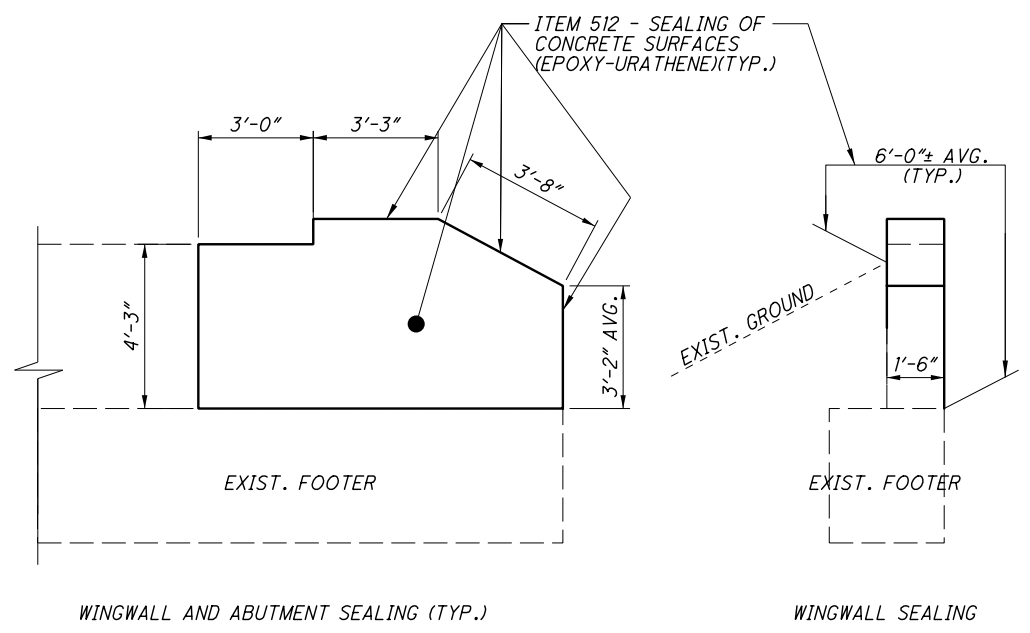 ITEM 512 - SEALING OF
CONCRETE SURFACES
(EPOXY-URATHENE)(TYP.)
3'-0"
3'-3"
3'-8"
6'-0"± AVG.
(TYP.)
4'-3"
3'-2" AVG.
EXIST. GROUND
1'-6"
EXIST. FOOTER
EXIST. FOOTER
WINGWALL AND ABUTMENT SEALING (TYP.)
WINGWALL SEALING